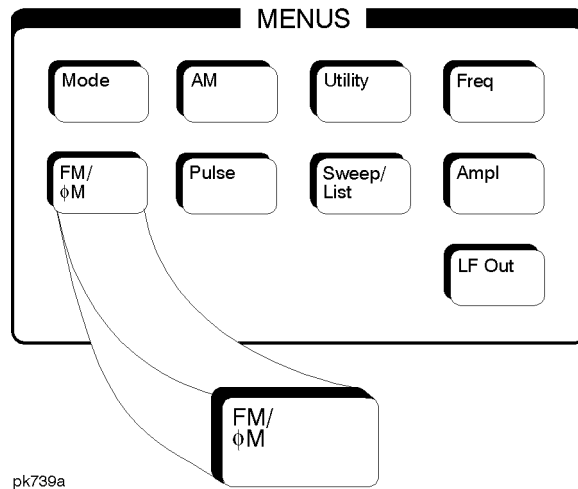 MENUS
Mode
AM
Utility
Freq
FM/
ϕM
Pulse
Sweep/
List
Ampl
LF Out
FM/
ϕM
pk739a